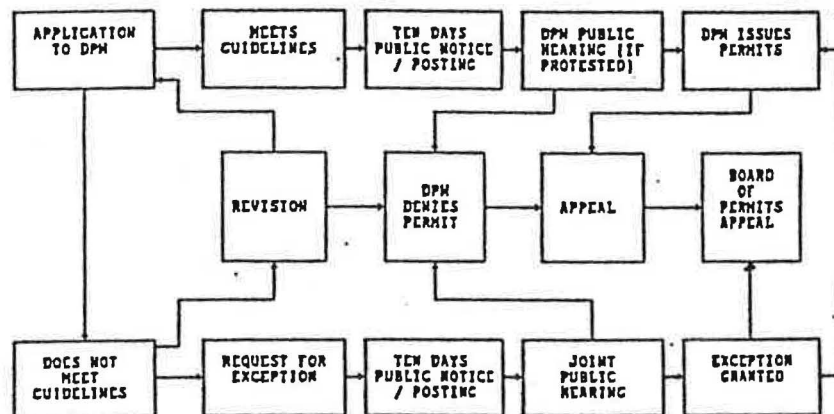 APPLICATION
TO DPW
MEETS
GUIDELINES
TEN DAYS
PUBLIC NOTICE
/ POSTING
DPW PUBLIC
HEARING (IF
PROTESTED)
DPW ISSUES
PERMITS
REVISION
DPW
DENIES
PERMIT
APPEAL
BOARD
OF
PERMITS
APPEAL
DOES NOT
MEET
GUIDELINES
REQUEST FOR
EXCEPTION
TEN DAYS
PUBLIC NOTICE
/ POSTING
JOINT
PUBLIC
HEARING
EXCEPTION
GRANTED